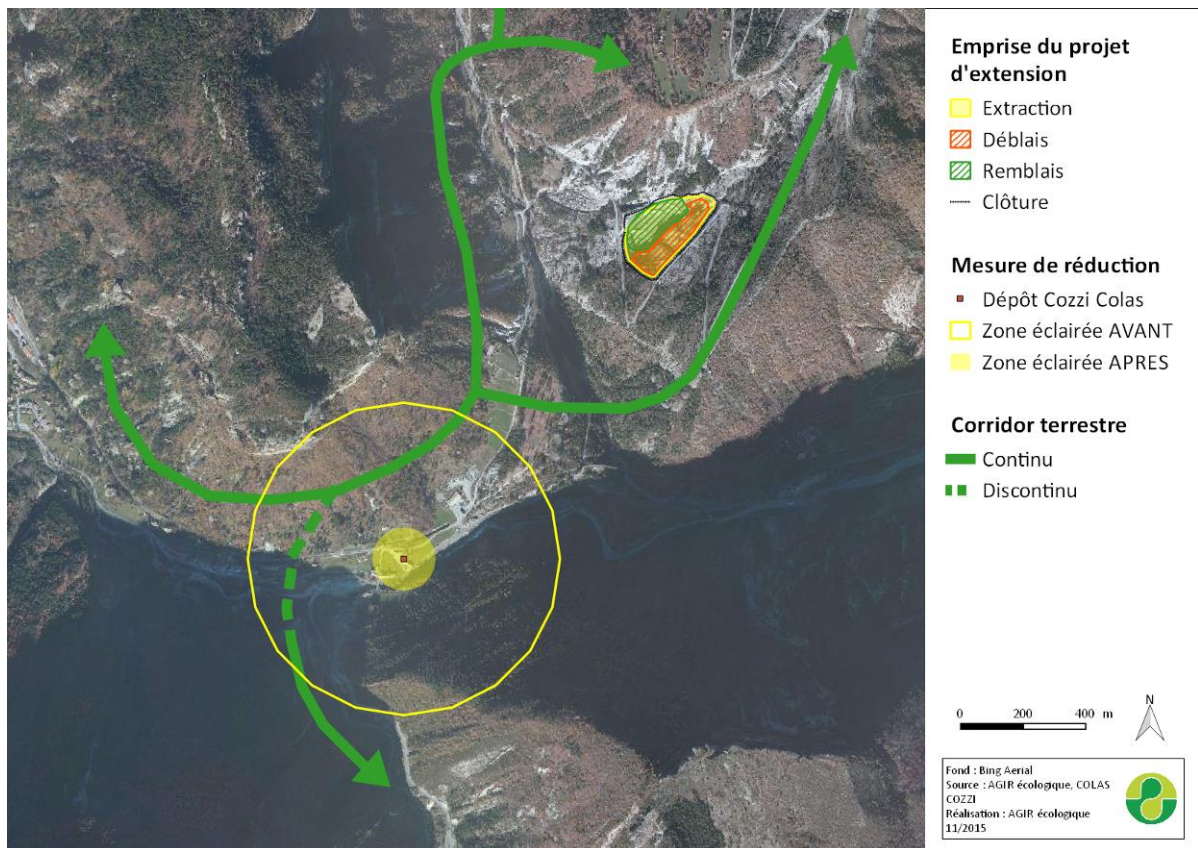 Emprise du projet
d'extension
Extraction
Déblais
Remblais
Clôture
Mesure de réduction
Dépôt Cozzi Colas
Zone éclairée AVANT
Zone éclairée APRES
Corridor terrestre
Continu
Discontinu
0 200 400 m
N
Fond : Bing Aerial
Source : AGIR écologique, COLAS
COZZI
Réalisation : AGIR écologique
11/2015